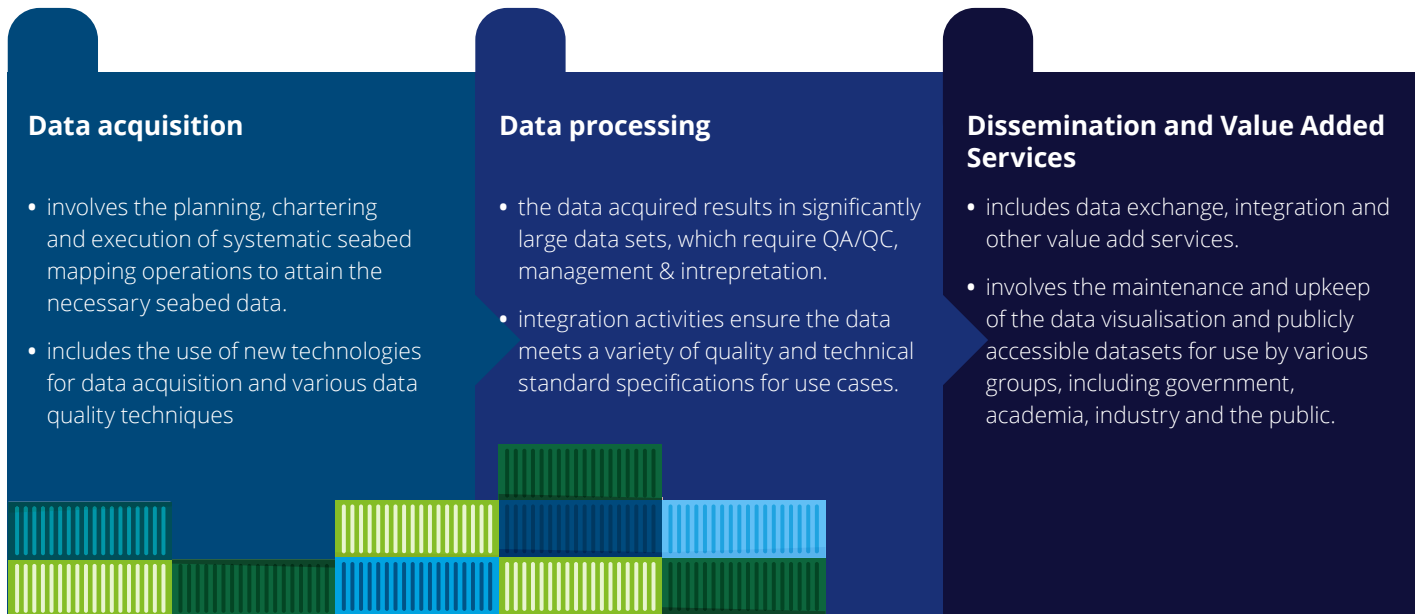 Data acquisition
• involves the planning, chartering
and execution of systematic seabed
mapping operations to attain the
necessary seabed data.
• includes the use of new technologies
for data acquisition and various data
quality techniques
Data processing
• the data acquired results in significantly
large data sets, which require QA/QC,
management & intrepretation.
• integration activities ensure the data
meets a variety of quality and technical
standard specifications for use cases.
Dissemination and Value Added
Services
• includes data exchange, integration and
other value add services.
• involves the maintenance and upkeep
of the data visualisation and publicly
accessible datasets for use by various
groups, including government,
academia, industry and the public.